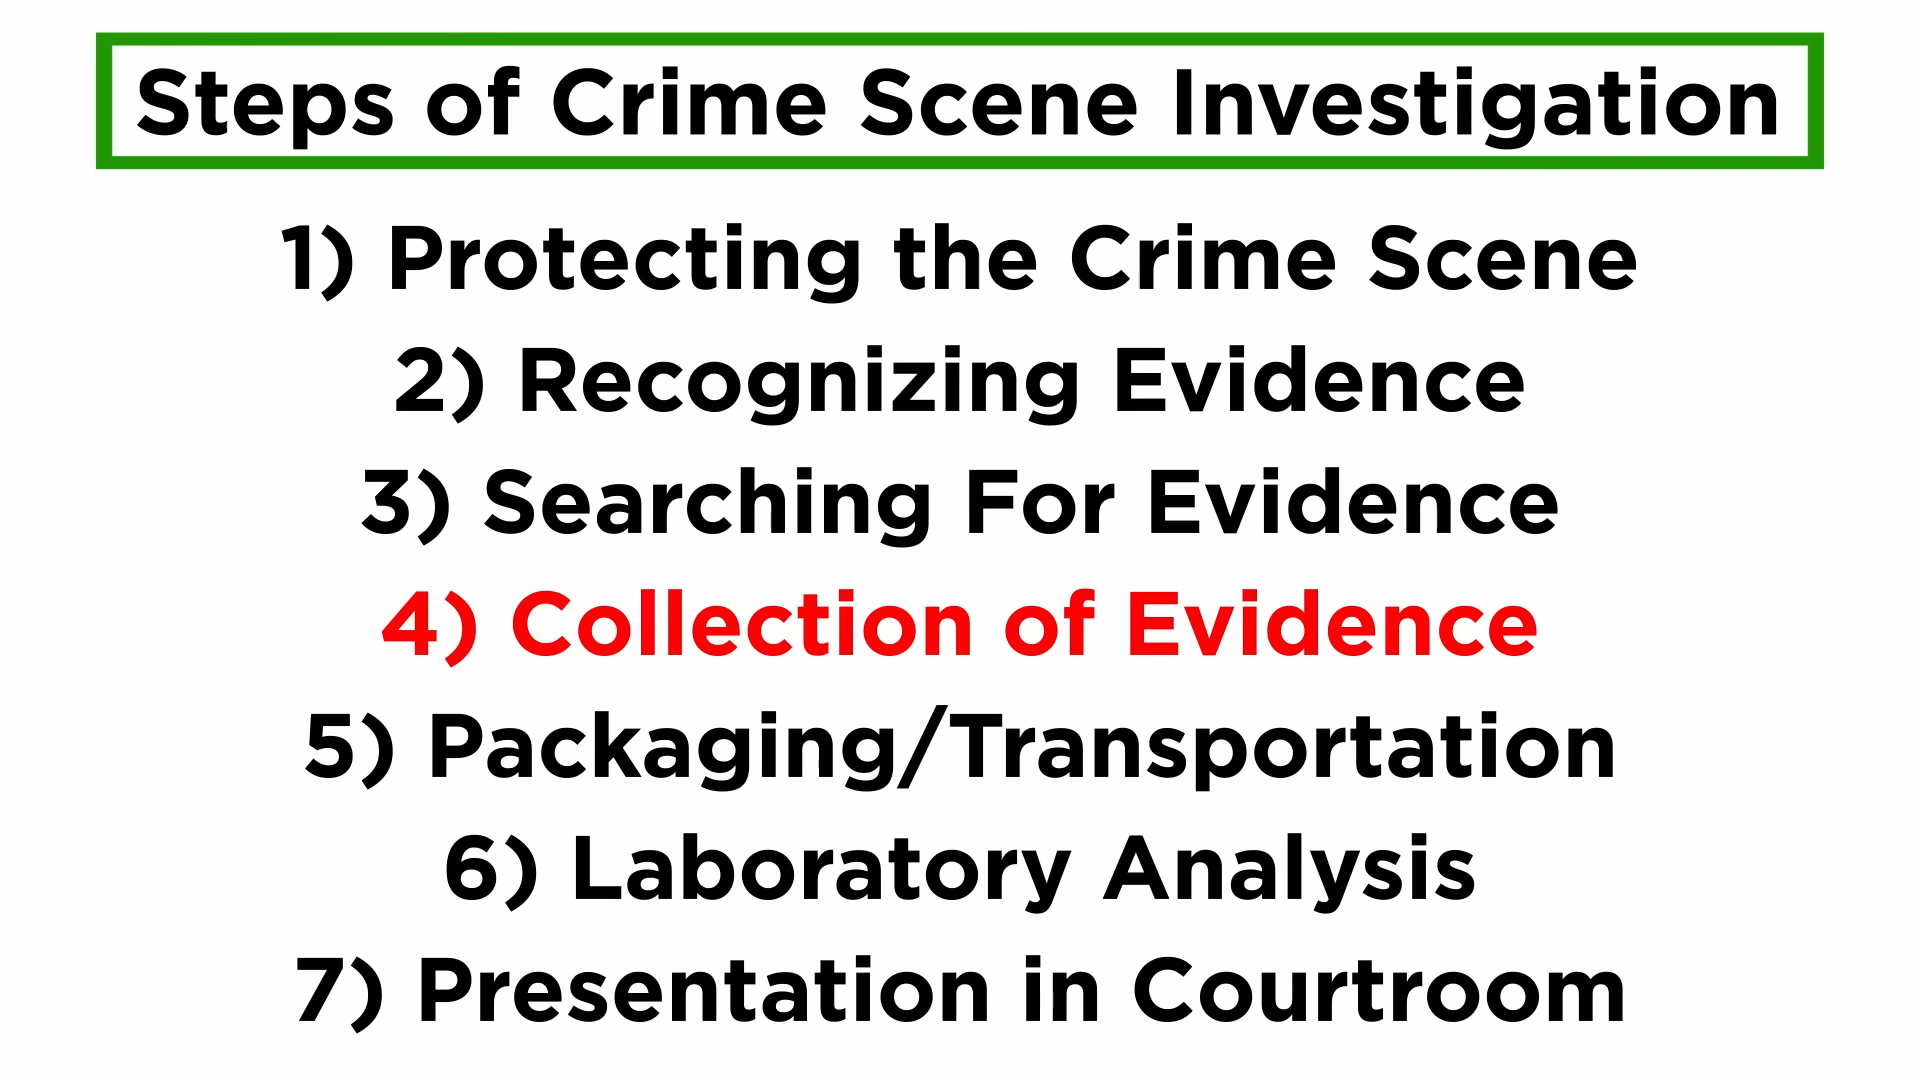 Steps of Crime Scene Investigation
1) Protecting the Crime Scene
2) Recognizing Evidence
3) Searching For Evidence
4) Collection of Evidence
5) Packaging/Transportation
6) Laboratory Analysis
7) Presentation in Courtroom